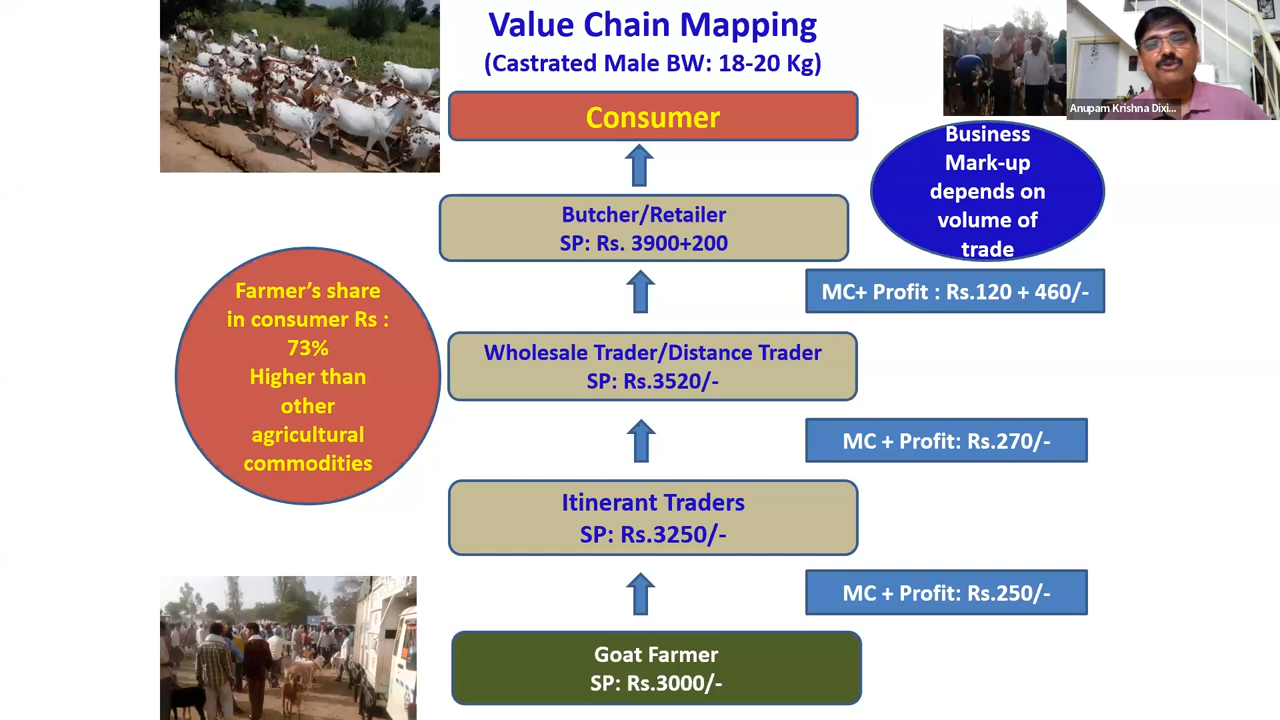 Value Chain Mapping
(Castrated Male BW: 18-20 Kg)
Consumer
Anupam Krishna Dixi...
Business
Mark-up
depends on
volume of
trade
Butcher/Retailer
SP: Rs. 3900+200
MC+ Profit : Rs.120 + 460/-
Farmer’s share
in consumer Rs :
73%
Higher than
other
agricultural
commodities
Wholesale Trader/Distance Trader
SP: Rs.3520/-
MC + Profit: Rs.270/-
Itinerant Traders
SP: Rs.3250/-
MC + Profit: Rs.250/-
Goat Farmer
SP: Rs.3000/-